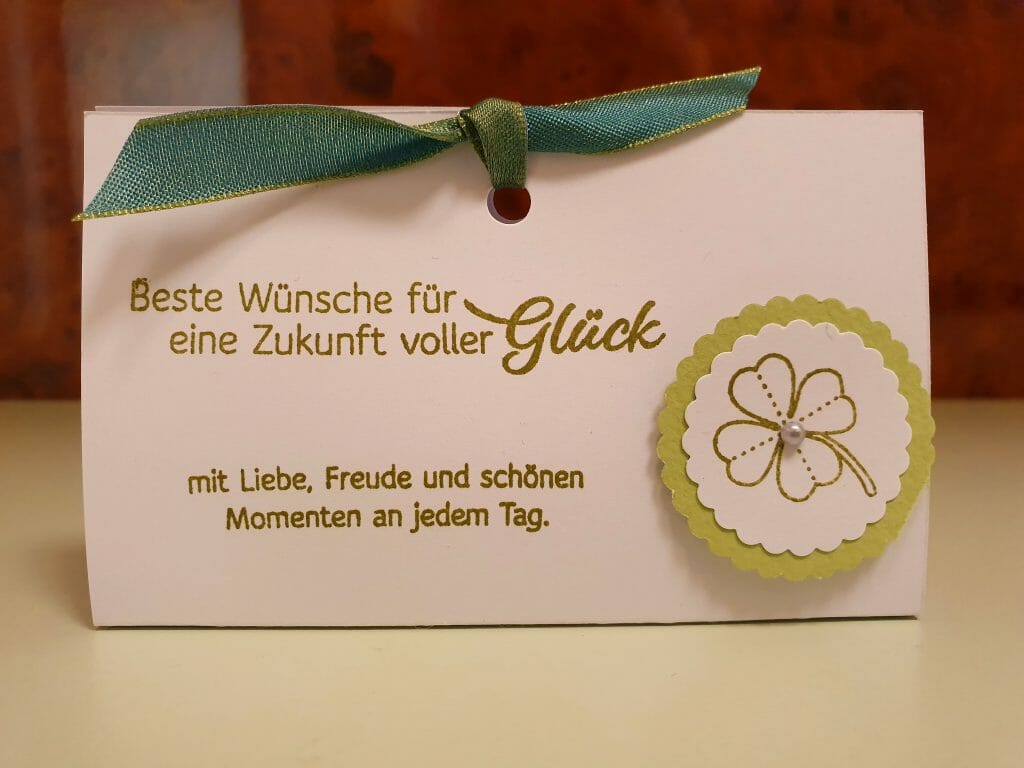 Beste Wünsche für
eine Zukunft voller Glück
mit Liebe, Freude und schönen
Momenten an jedem Tag.